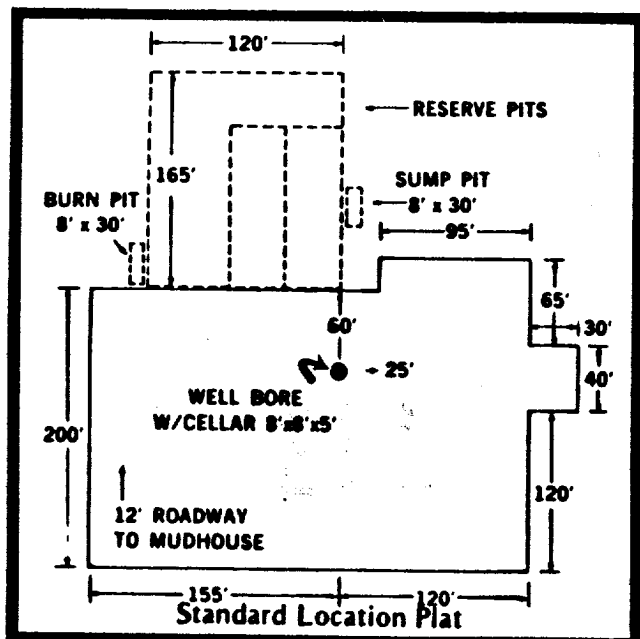 120'
RESERVE PITS
165'
BURN PIT
8' x 30'
SUMP PIT
8' x 30'
95'
65'
30'
60'
25'
40'
WELL BORE
W/CELLAR 8'x6'x5'
200'
120'
12' ROADWAY
TO MUDHOUSE
155'
120'
Standard Location Plat